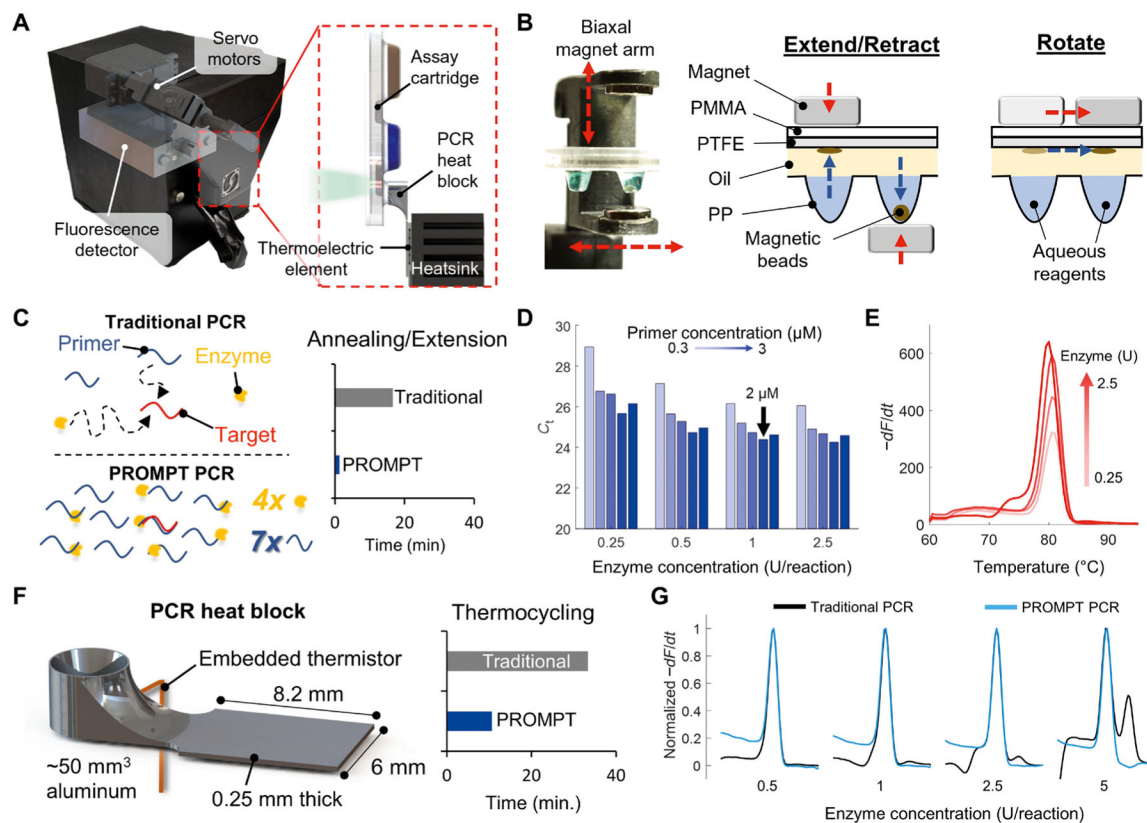 A
Servo
motors
Fluorescence
detector
Assay
cartridge
PCR
heat
block
Thermoelectric
element
Heatsink
B
Biaxal
magnet arm
Extend/Retract
Rotate
Magnet
PMMA
PTFE
Oil
PP
Magnetic
beads
Aqueous
reagents
C
Traditional PCR
Primer
Enzyme
Target
PROMPT PCR
4x
7x
Annealing/Extension
Traditional
PROMPT
0
20
40
Time (min)
D
Primer concentration (µM)
0.3
3
2 µM
30
28
26
24
22
20
Ct
0.25
0.5
1
2.5
Enzyme concentration (U/reaction)
E
Enzyme (U)
2.5
0.25
600
400
200
0
−dF/dt
60
70
80
90
Temperature (°C)
F
PCR heat block
Embedded thermistor
8.2 mm
6 mm
~50 mm³
aluminum
0.25 mm thick
Thermocycling
Traditional
PROMPT
0
20
40
Time (min.)
G
Traditional PCR
PROMPT PCR
1
0.8
0.6
0.4
0.2
0
Normalized −dF/dt
0.5
1
2.5
5
Enzyme concentration (U/reaction)